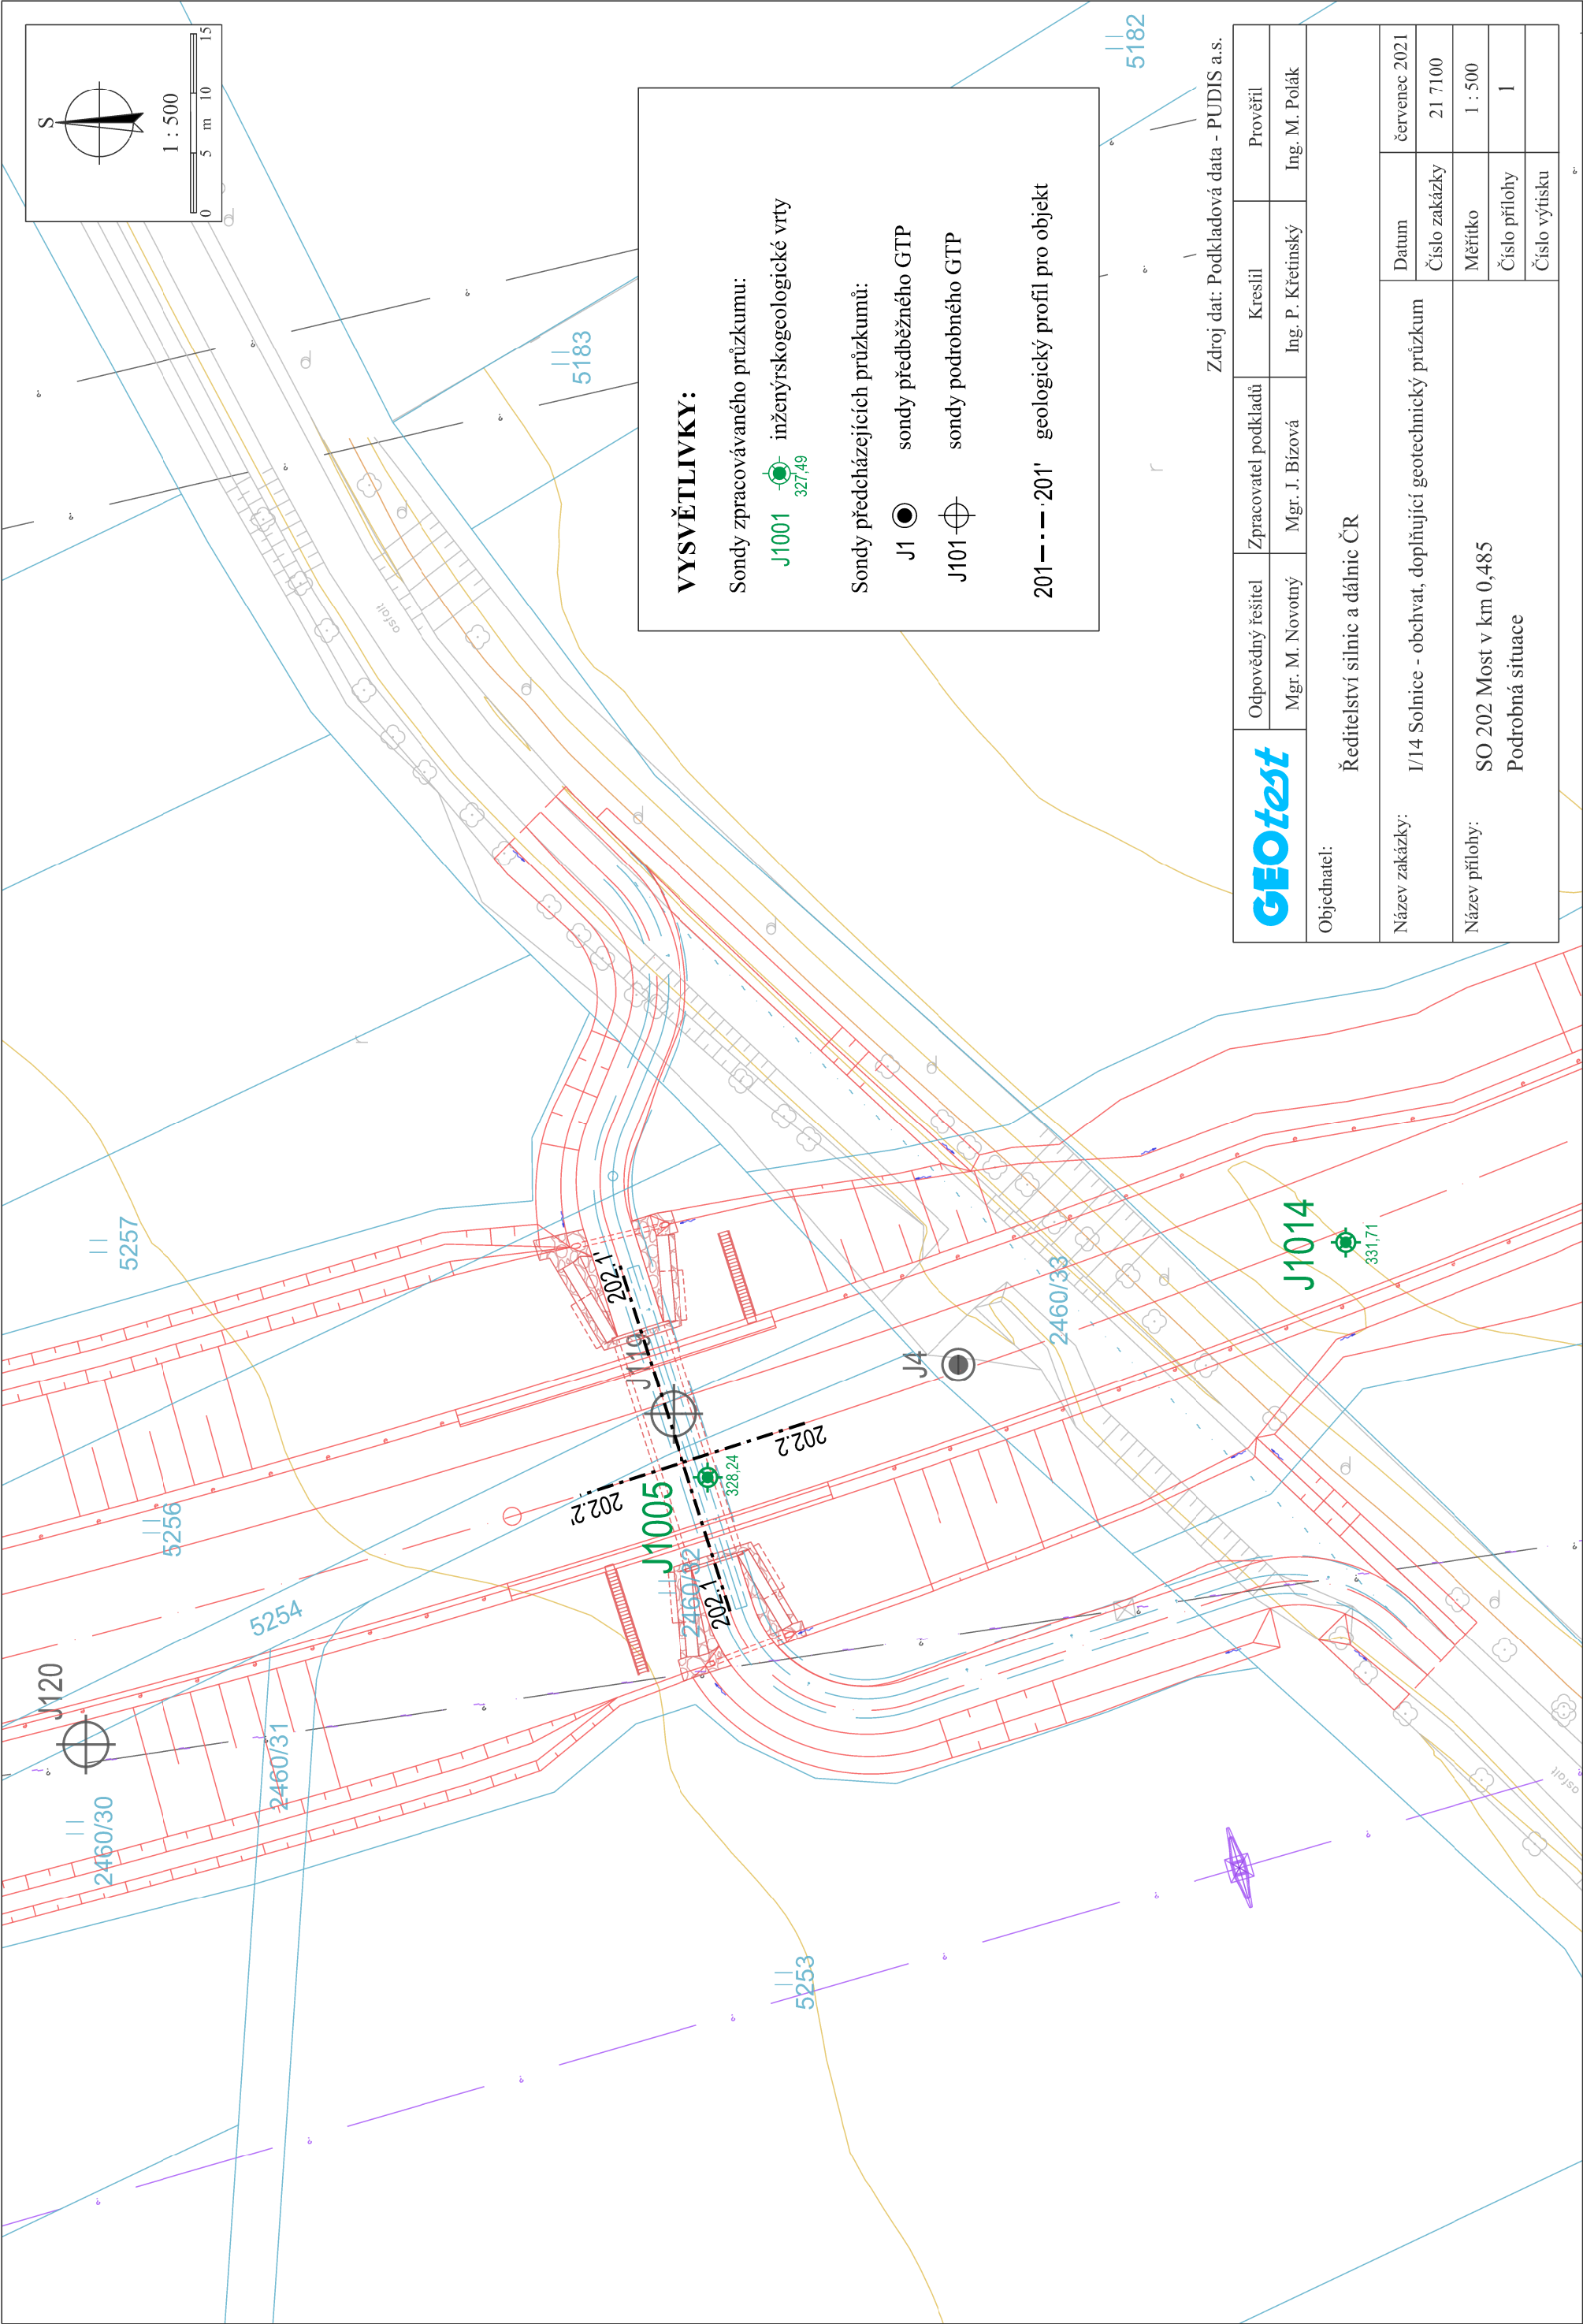 S
1 : 500
0 5 m 10 15
VYSVĚTLIVKY:
Sondy zpracovávaného průzkumu:
J1001 327,49 inženýrskogeologické vrty
Sondy předcházejících průzkumů:
J1 sondy předběžného GTP
J101 sondy podrobného GTP
201 201' geologický profil pro objekt
J120
J119
J4
J1005
328,24
J1014
331,71
202.1
202.1'
202.2
202.2'
2460/30
2460/31
2460/32
2460/33
5253
5254
5256
5257
5183
5182
asfalt
asfalt
r
r
Zdroj dat: Podkladová data - PUDIS a.s.
GEOtest
Odpovědný řešitel Zpracovatel podkladů Kreslil Prověřil
Mgr. M. Novotný Mgr. J. Bízová Ing. P. Křetinský Ing. M. Polák
Objednatel:
Ředitelství silnic a dálnic ČR
Název zakázky: I/14 Solnice - obchvat, doplňující geotechnický průzkum
Datum červenec 2021
Číslo zakázky 21 7100
Název přílohy: SO 202 Most v km 0,485
Podrobná situace
Měřítko 1 : 500
Číslo přílohy 1
Číslo výtisku